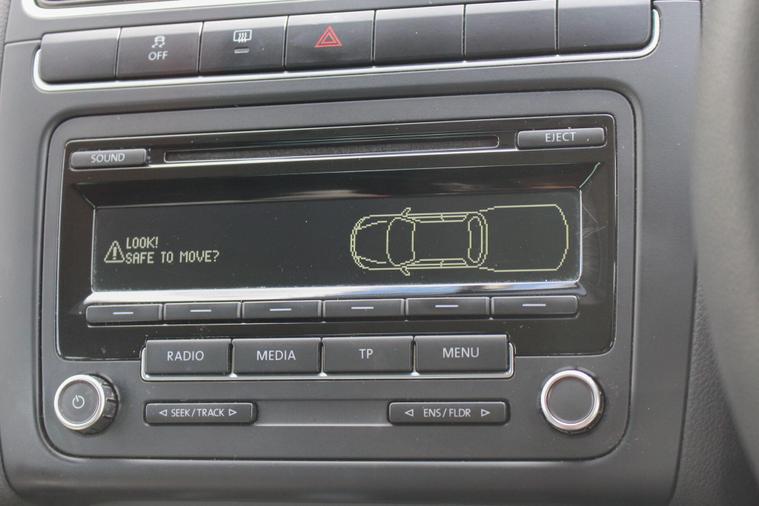 OFF
SOUND
EJECT
LOOK!
SAFE TO MOVE?
RADIO MEDIA TP MENU
SEEK / TRACK ENS / FLDR